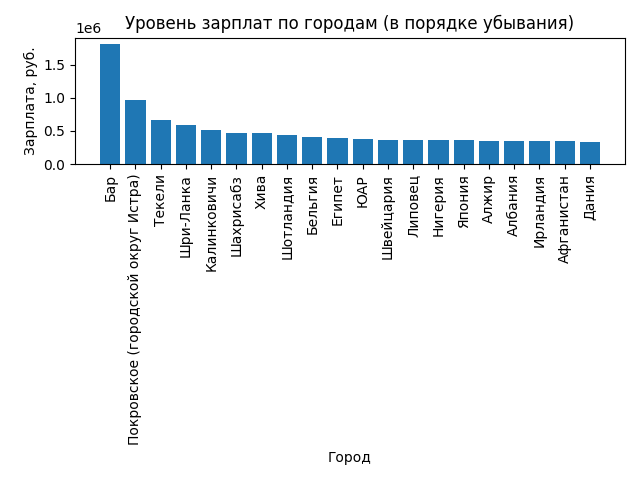 Уровень зарплат по городам (в порядке убывания)
1e6
Зарплата, руб.
1.5
1.0
0.5
0.0
Бар
Покровское (городской округ Истра)
Текели
Шри-Ланка
Калинковичи
Шахрисабз
Хива
Шотландия
Бельгия
Египет
ЮАР
Швейцария
Липовец
Нигерия
Япония
Алжир
Албания
Ирландия
Афганистан
Дания
Город